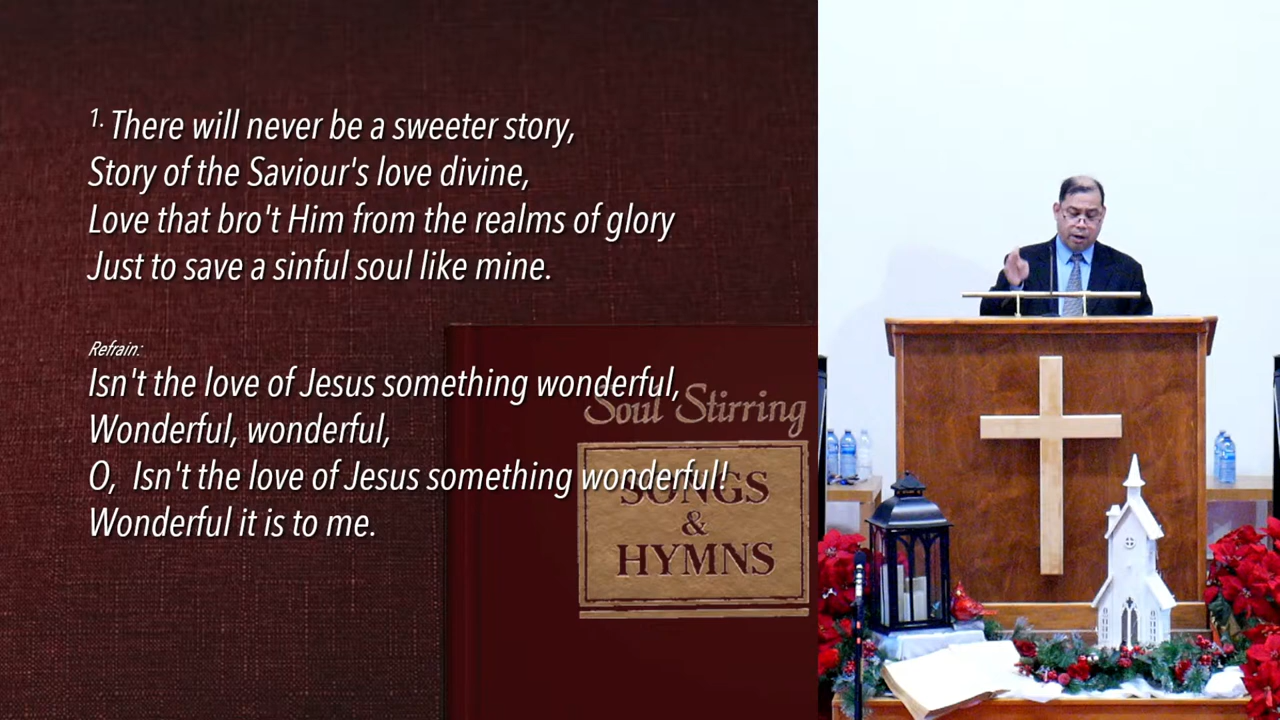 1. There will never be a sweeter story,
Story of the Saviour's love divine,
Love that bro't Him from the realms of glory
Just to save a sinful soul like mine.
Refrain:
Isn't the love of Jesus something wonderful,
Wonderful, wonderful,
O, Isn't the love of Jesus something wonderful!
Wonderful it is to me.
Soul Stirring
SONGS
&
HYMNS